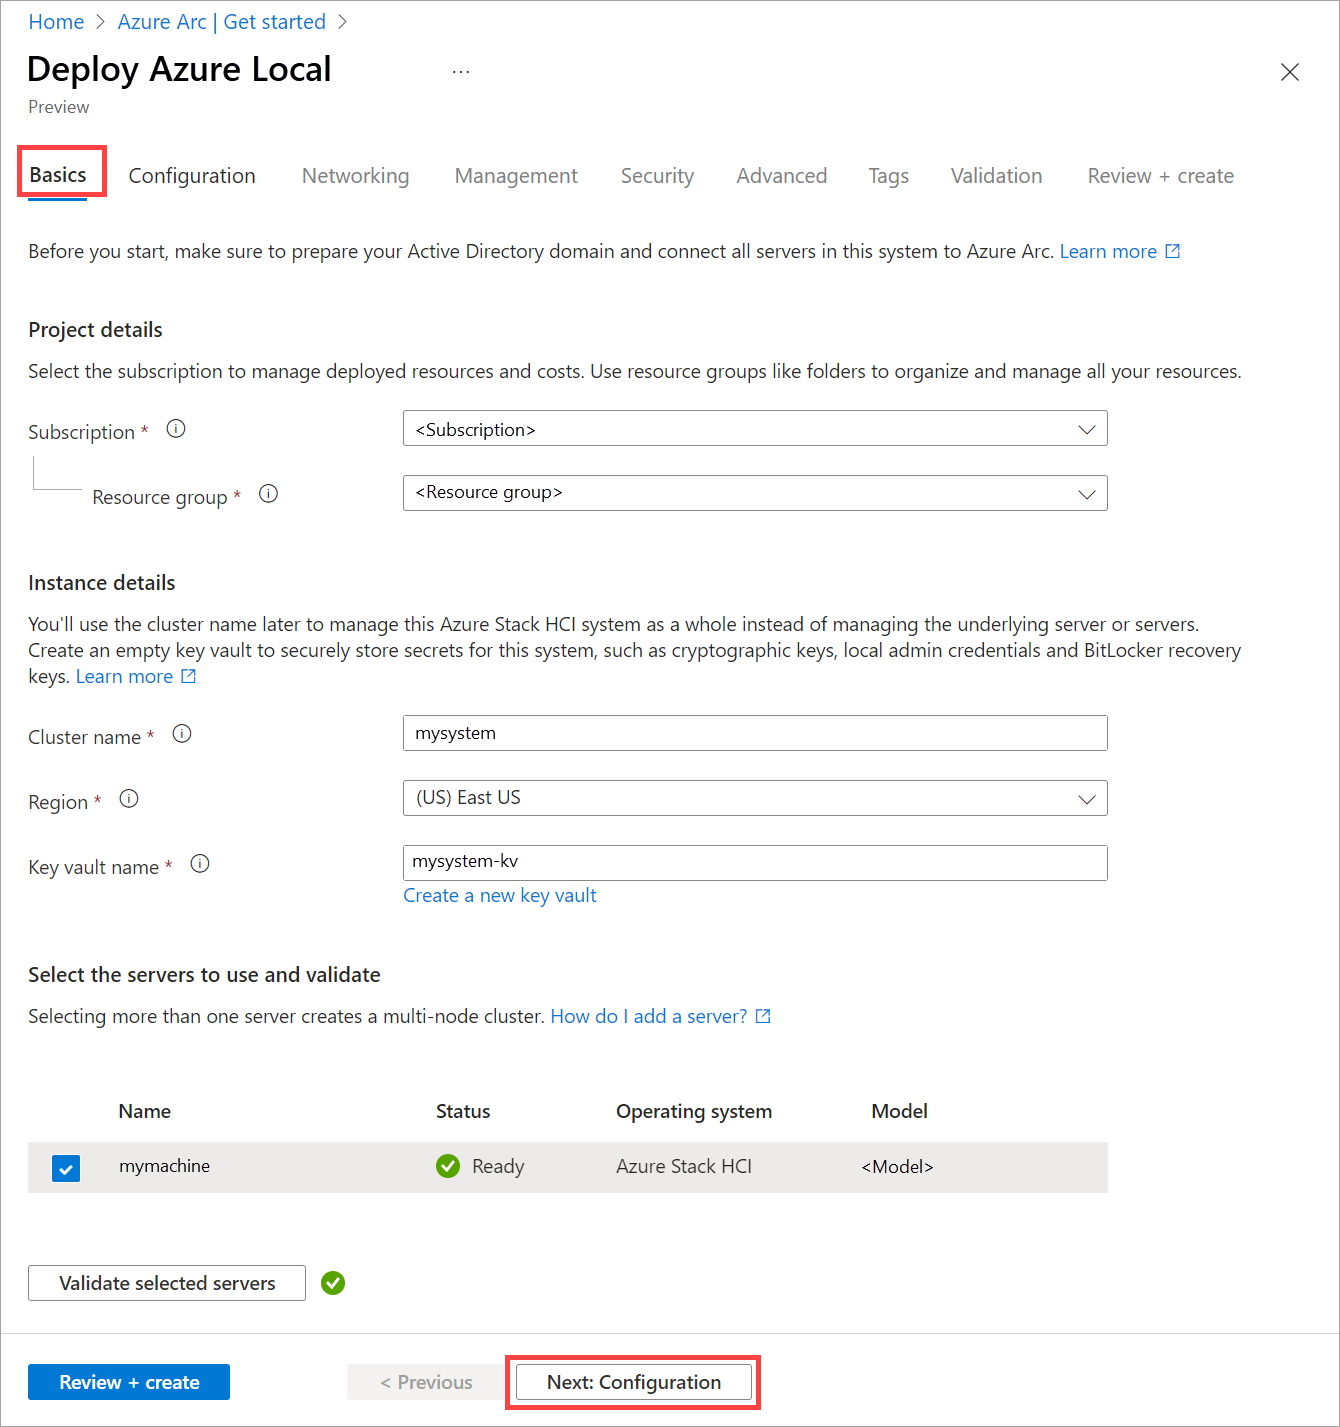 Home > Azure Arc | Get started >
Deploy Azure Local ...
Preview
Basics Configuration Networking Management Security Advanced Tags Validation Review + create
Before you start, make sure to prepare your Active Directory domain and connect all servers in this system to Azure Arc. Learn more
Project details
Select the subscription to manage deployed resources and costs. Use resource groups like folders to organize and manage all your resources.
Subscription * <Subscription>
Resource group * <Resource group>
Instance details
You'll use the cluster name later to manage this Azure Stack HCI system as a whole instead of managing the underlying server or servers.
Create an empty key vault to securely store secrets for this system, such as cryptographic keys, local admin credentials and BitLocker recovery
keys. Learn more
Cluster name * mysystem
Region * (US) East US
Key vault name * mysystem-kv
Create a new key vault
Select the servers to use and validate
Selecting more than one server creates a multi-node cluster. How do I add a server?
Name Status Operating system Model
mymachine Ready Azure Stack HCI <Model>
Validate selected servers
Review + create < Previous Next: Configuration